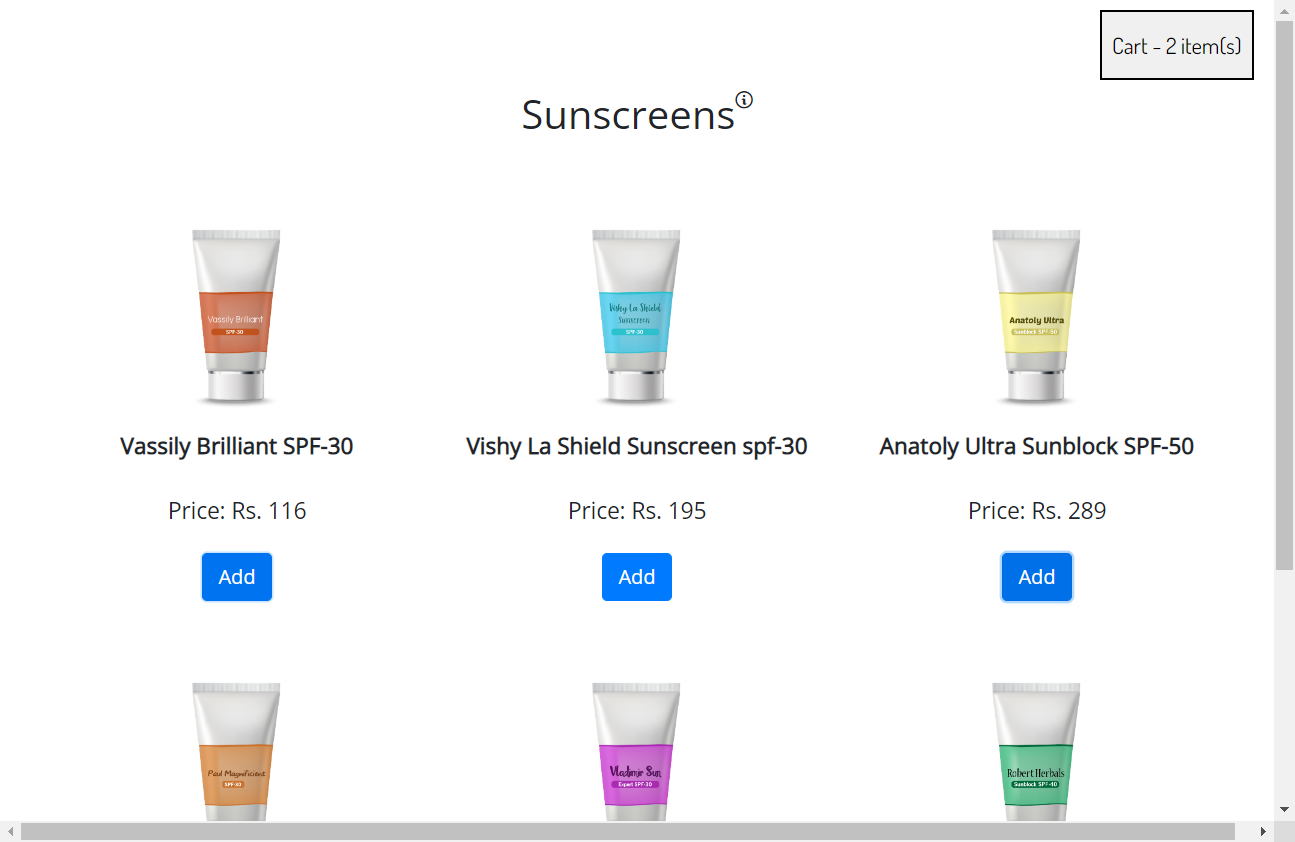 Cart - 2 item(s)
Sunscreens
Vassily Brilliant
SPF-30
Vishy La Shield
Sunscreen
SPF-30
Anatoly Ultra
Sunblock SPF-50
Vassily Brilliant SPF-30
Vishy La Shield Sunscreen spf-30
Anatoly Ultra Sunblock SPF-50
Price: Rs. 116
Price: Rs. 195
Price: Rs. 289
Add
Add
Add
Paul Magnificient
SPF-30
Vladimir Sun
Expert SPF-30
Robert Herbals
Sunblock SPF-40